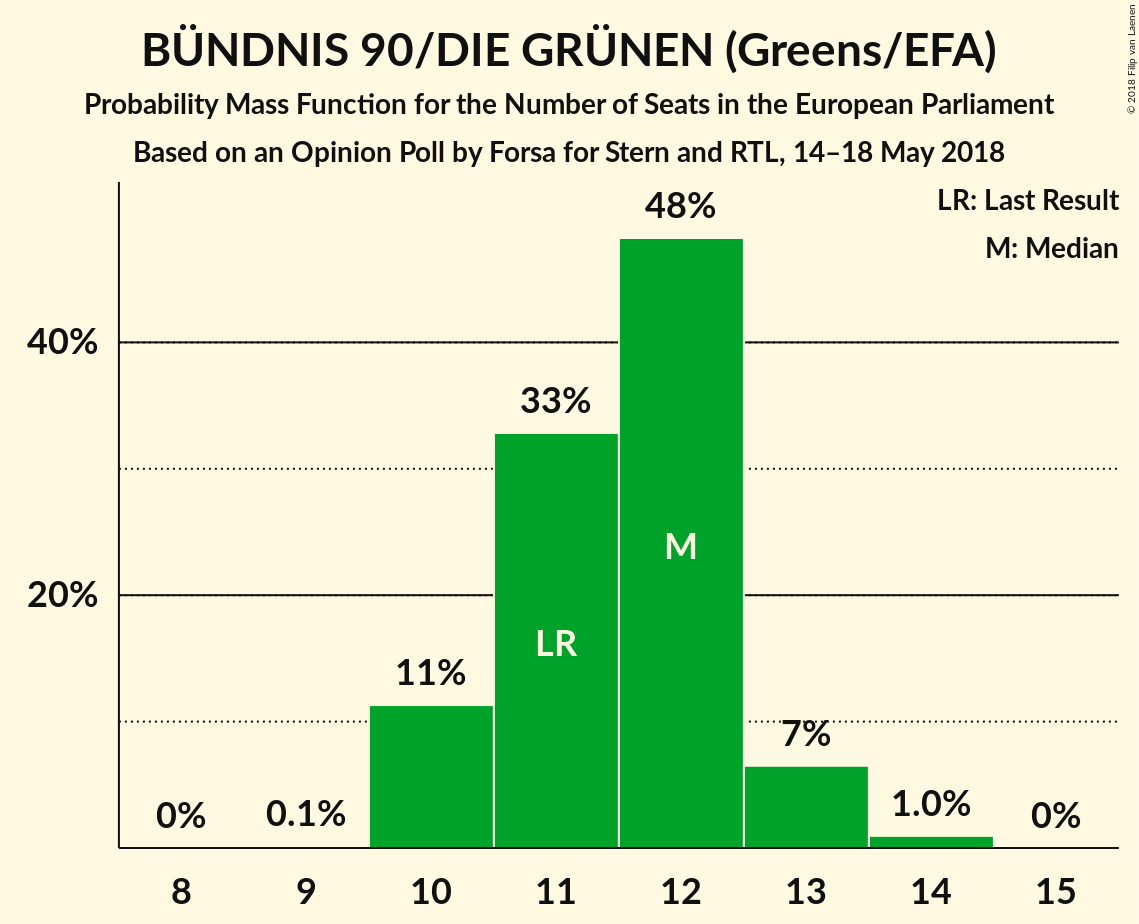 BÜNDNIS 90/DIE GRÜNEN (Greens/EFA)
Probability Mass Function for the Number of Seats in the European Parliament
Based on an Opinion Poll by Forsa for Stern and RTL, 14–18 May 2018
© 2018 Filip van Laenen
LR: Last Result
M: Median
48%
40%
33%
M
20%
LR
11%
7%
0% 0.1% 1.0% 0%
8 9 10 11 12 13 14 15